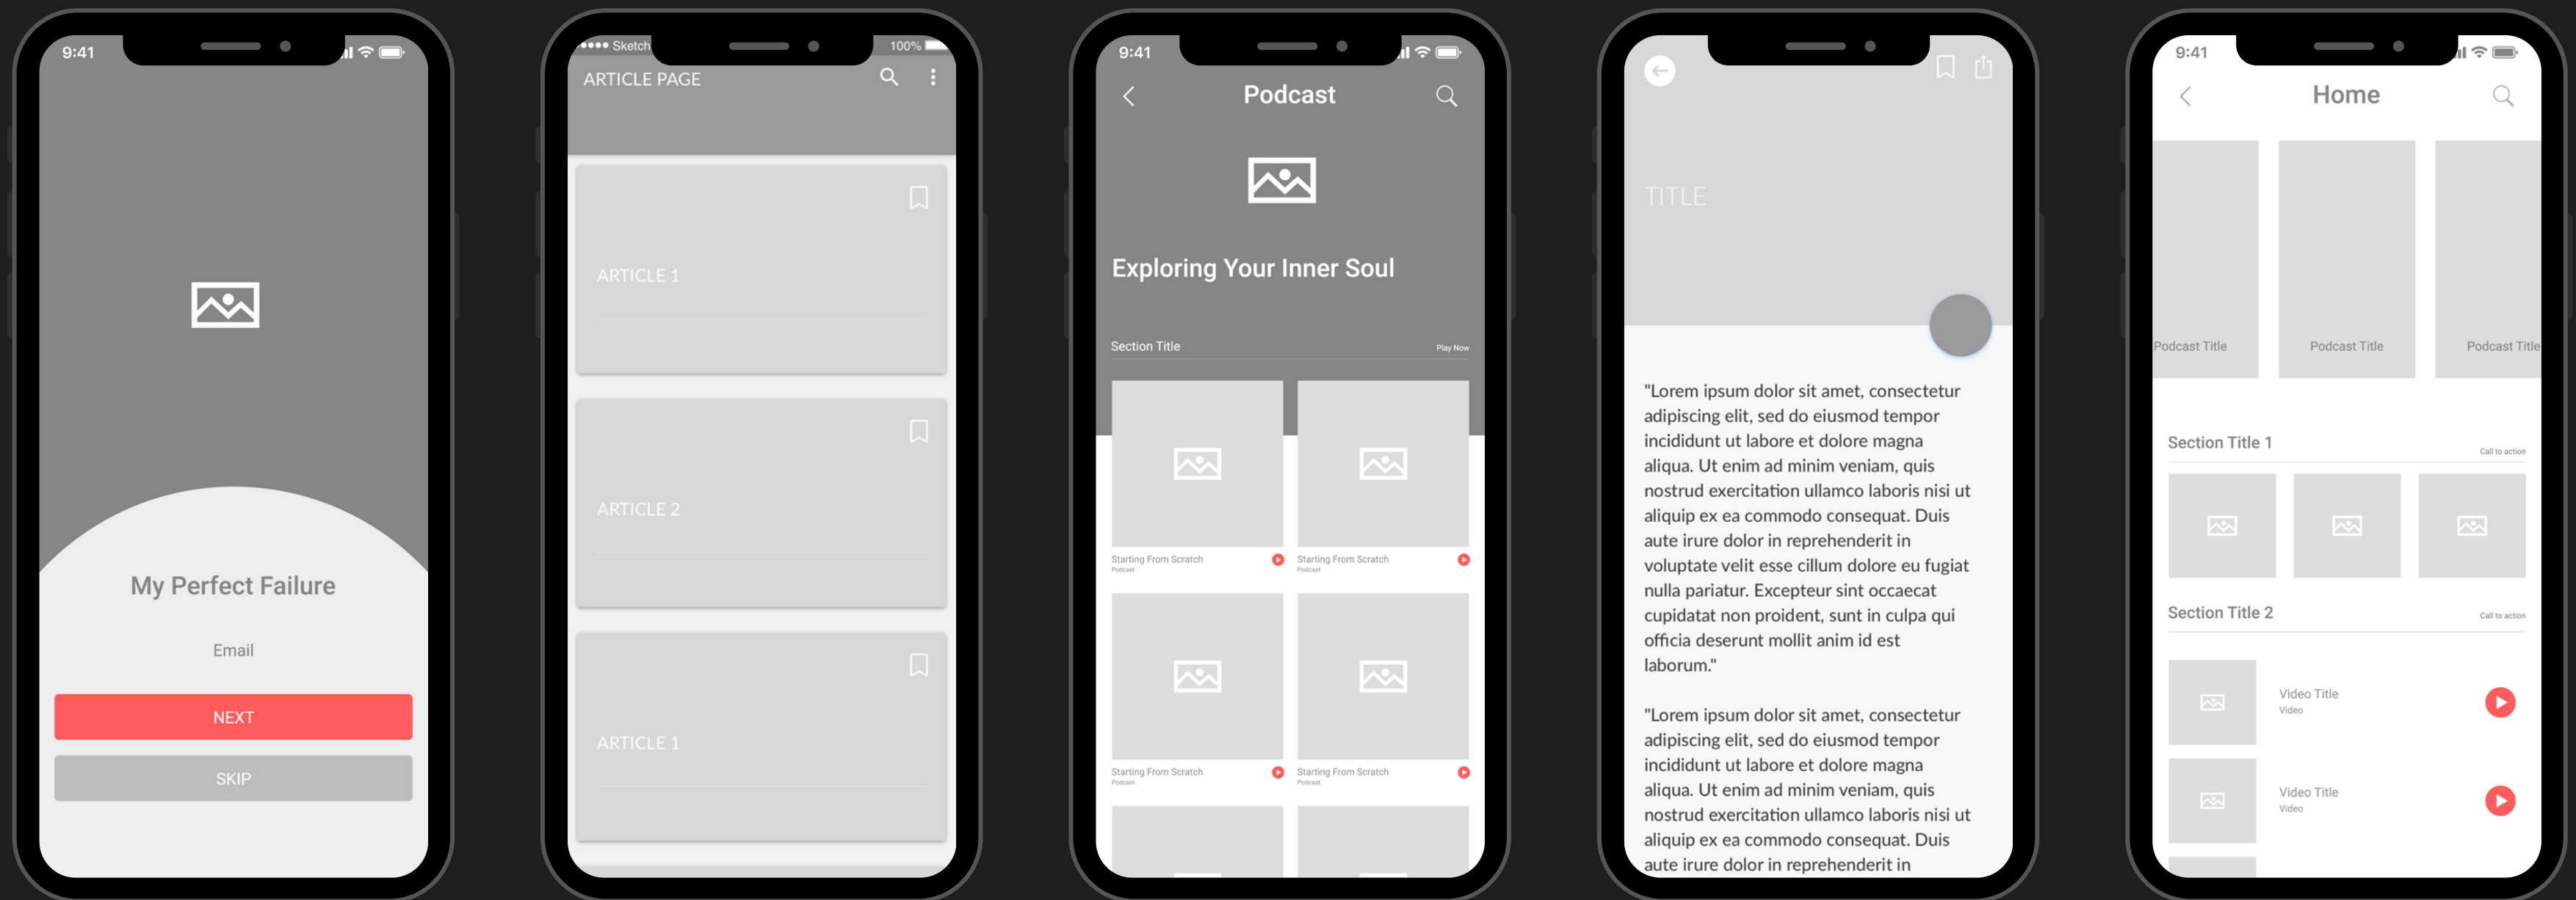 9:41
My Perfect Failure
Email
NEXT
SKIP
Sketch
100%
ARTICLE PAGE
ARTICLE 1
ARTICLE 2
ARTICLE 1
9:41
Podcast
Exploring Your Inner Soul
Section Title
Play Now
Starting From Scratch
Podcast
Starting From Scratch
Podcast
Starting From Scratch
Podcast
Starting From Scratch
Podcast
TITLE
"Lorem ipsum dolor sit amet, consectetur
adipiscing elit, sed do eiusmod tempor
incididunt ut labore et dolore magna
aliqua. Ut enim ad minim veniam, quis
nostrud exercitation ullamco laboris nisi ut
aliquip ex ea commodo consequat. Duis
aute irure dolor in reprehenderit in
voluptate velit esse cillum dolore eu fugiat
nulla pariatur. Excepteur sint occaecat
cupidatat non proident, sunt in culpa qui
officia deserunt mollit anim id est
laborum."
"Lorem ipsum dolor sit amet, consectetur
adipiscing elit, sed do eiusmod tempor
incididunt ut labore et dolore magna
aliqua. Ut enim ad minim veniam, quis
nostrud exercitation ullamco laboris nisi ut
aliquip ex ea commodo consequat. Duis
aute irure dolor in reprehenderit in
9:41
Home
Podcast Title
Podcast Title
Podcast Title
Section Title 1
Call to action
Section Title 2
Call to action
Video Title
Video
Video Title
Video